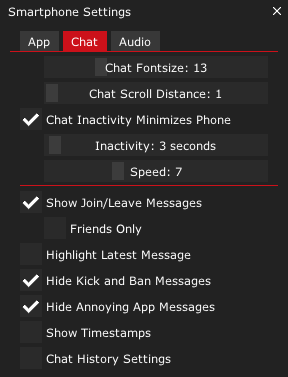 Smartphone Settings
App Chat Audio
Chat Fontsize: 13
Chat Scroll Distance: 1
Chat Inactivity Minimizes Phone
Inactivity: 3 seconds
Speed: 7
Show Join/Leave Messages
Friends Only
Highlight Latest Message
Hide Kick and Ban Messages
Hide Annoying App Messages
Show Timestamps
Chat History Settings